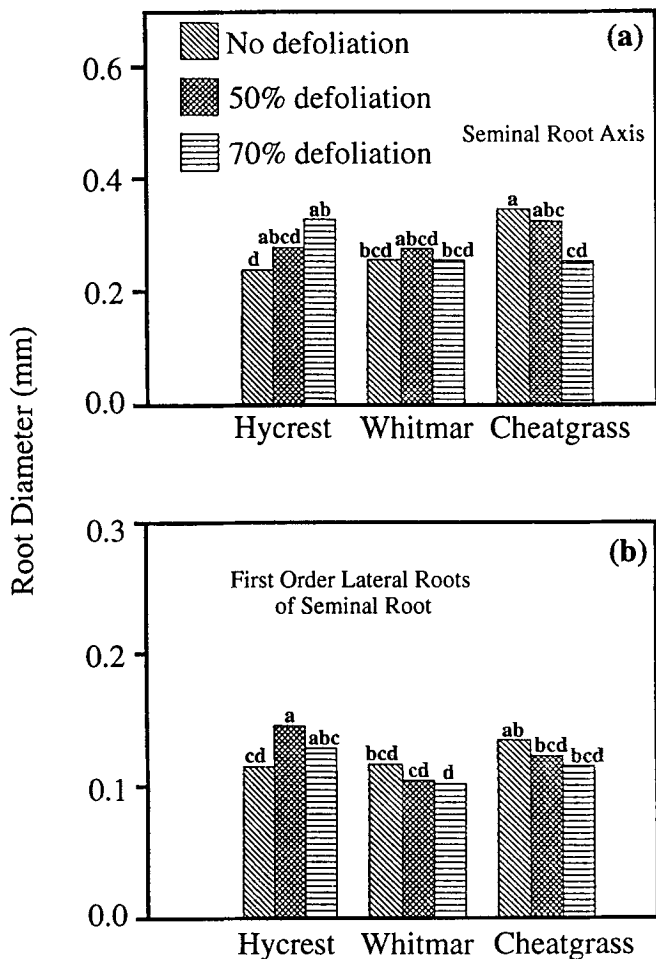 (a)
No defoliation
50% defoliation
70% defoliation
Seminal Root Axis
Root Diameter (mm)
0.6
0.4
0.2
0.0
d abcd ab
bcd abcd bcd
a abc cd
Hycrest Whitmar Cheatgrass
(b)
First Order Lateral Roots
of Seminal Root
0.3
0.2
0.1
0.0
cd a abc
bcd cd d
ab bcd bcd
Hycrest Whitmar Cheatgrass